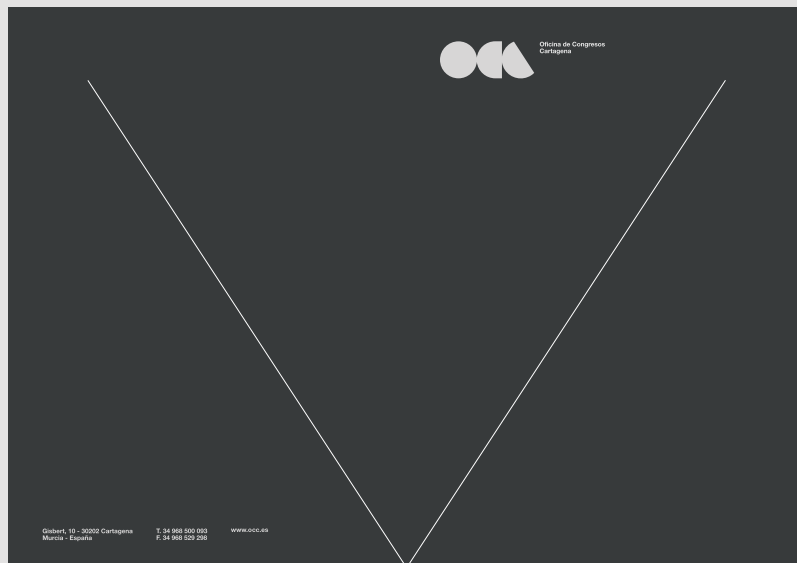 Oficina de Congresos
Cartagena
Gisbert, 10 - 30202 Cartagena
Murcia - España
T. 34 968 500 093
F. 34 968 529 298
www.occ.es